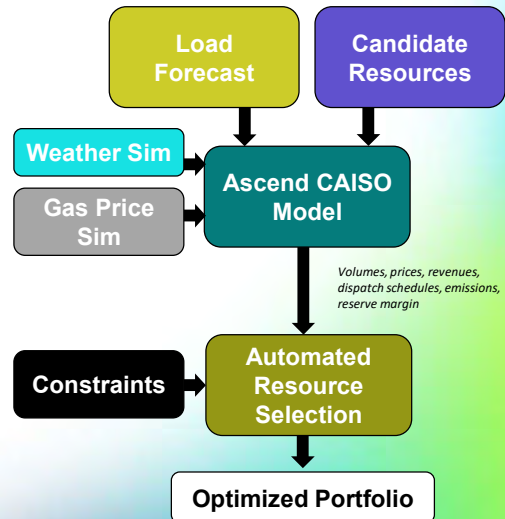 Load
Forecast
Candidate
Resources
Weather Sim
Gas Price
Sim
Ascend CAISO
Model
Volumes, prices, revenues,
dispatch schedules, emissions,
reserve margin
Constraints
Automated
Resource
Selection
Optimized Portfolio